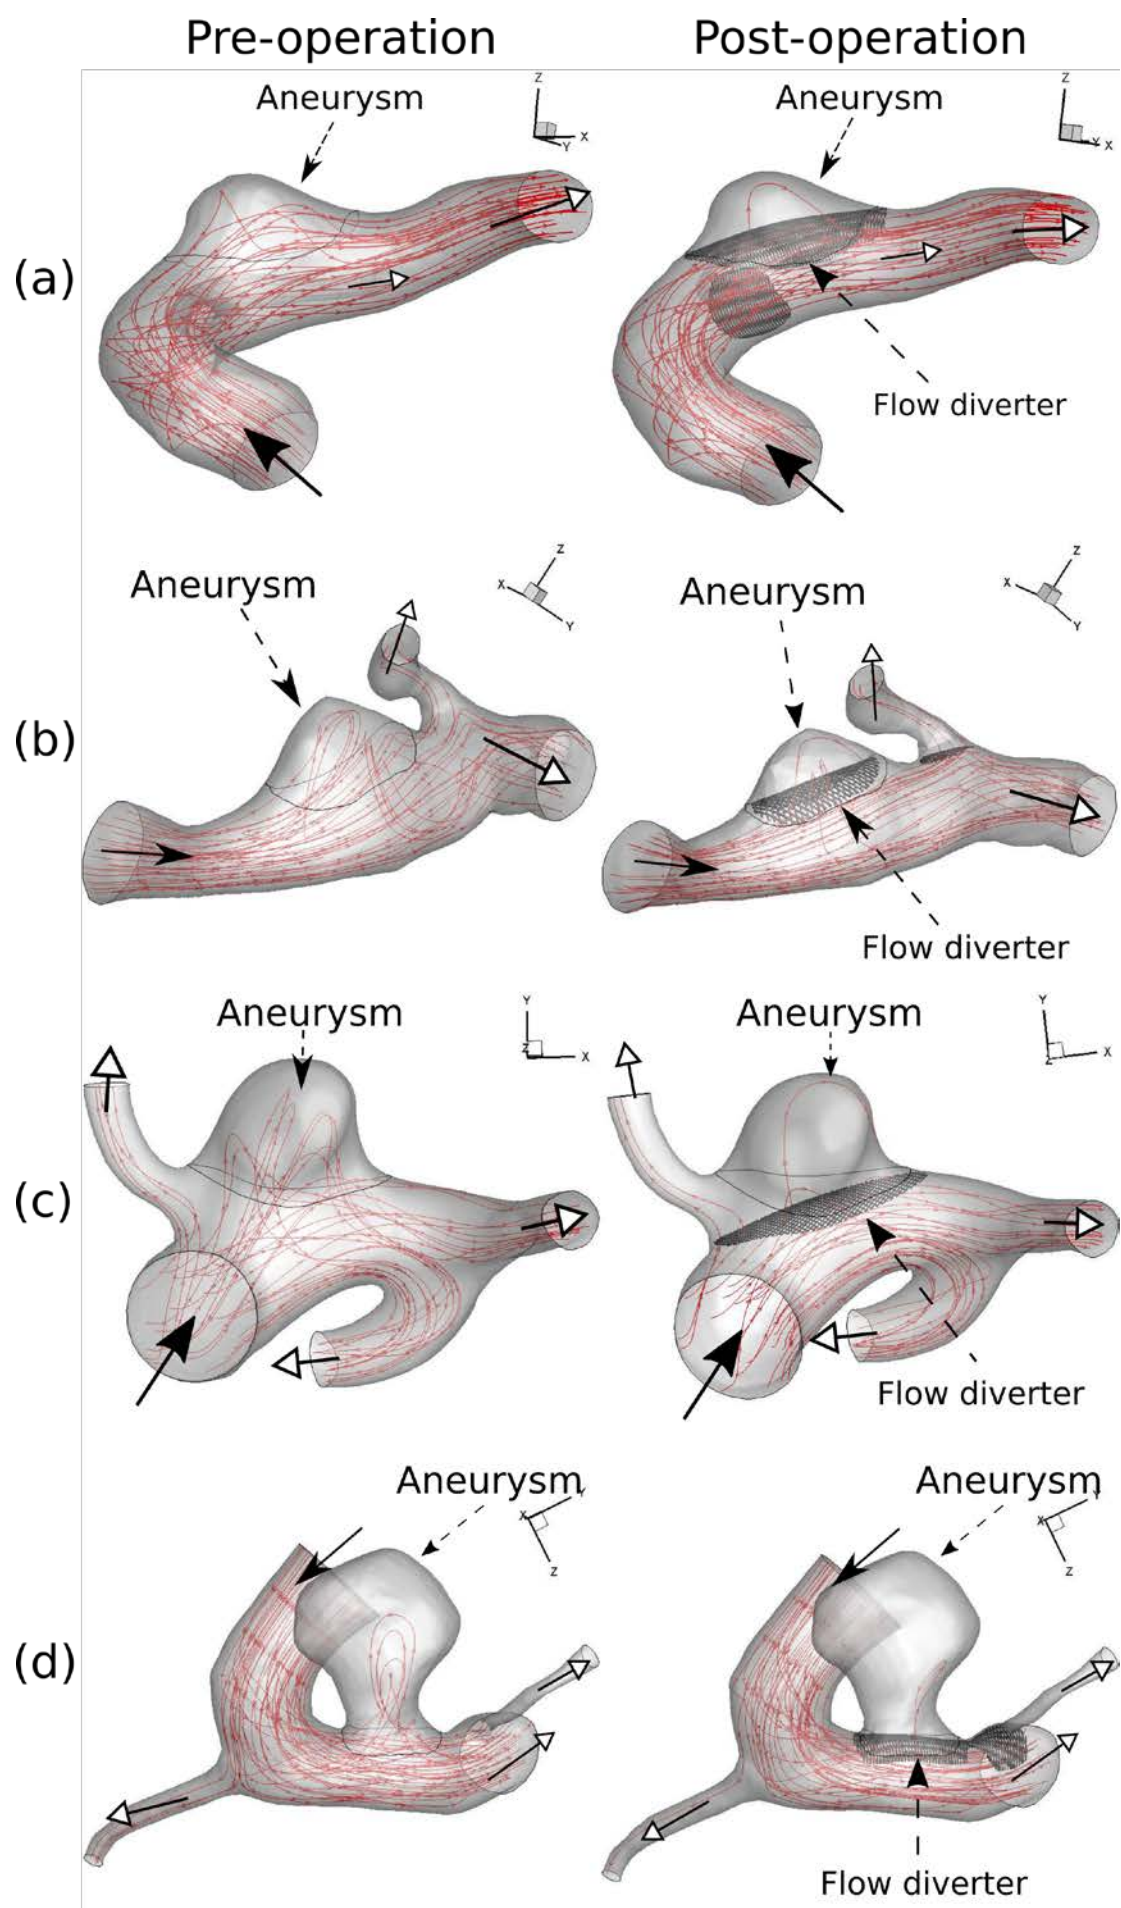 Pre-operation Post-operation
Aneurysm Z X Y Aneurysm Z Y X
(a)
Flow diverter
Aneurysm Z X Y Aneurysm Z X Y
(b)
Flow diverter
Aneurysm Y Z X Aneurysm Y Z X
(c)
Flow diverter
Aneurysm Y X Z Aneurysm Y X Z
(d)
Flow diverter